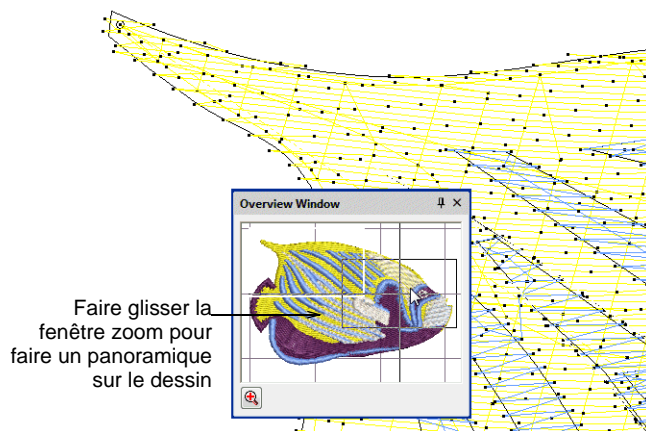 Overview Window
Faire glisser la
fenêtre zoom pour
faire un panoramique
sur le dessin